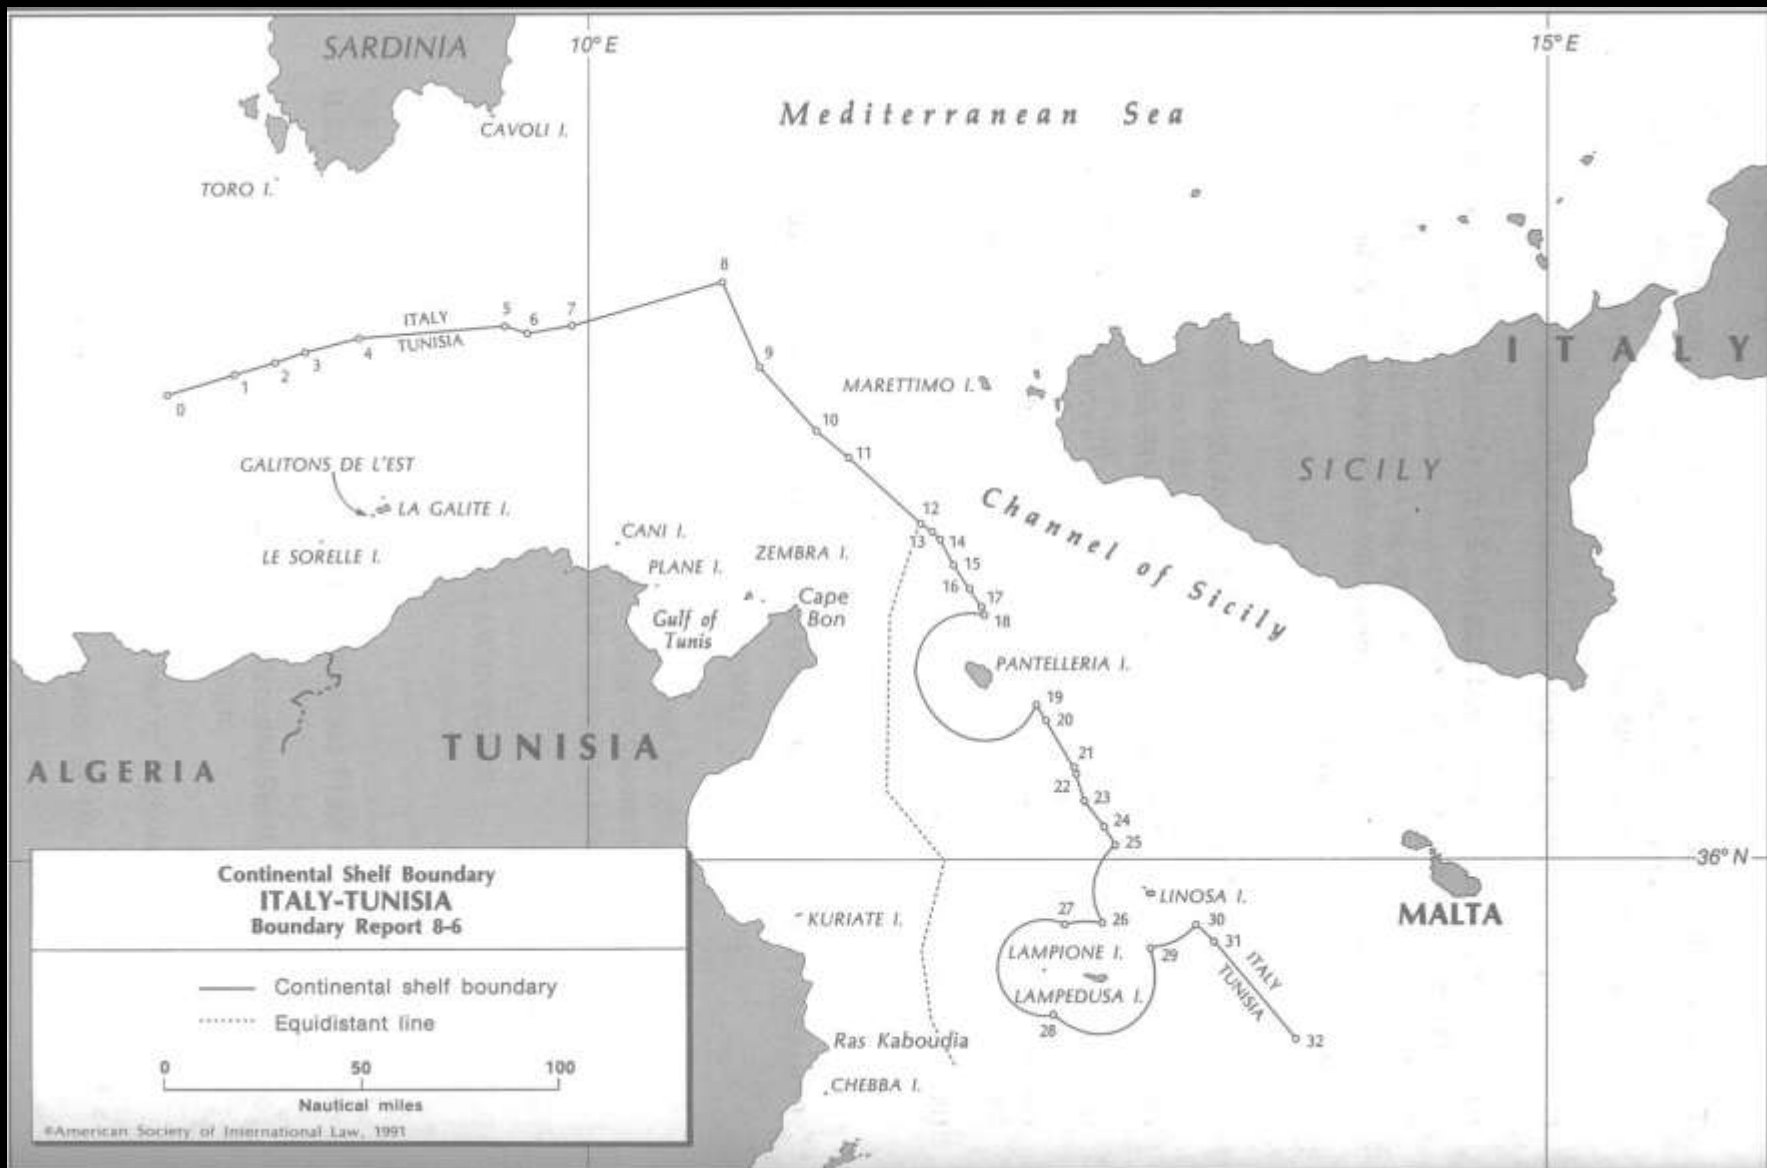 SARDINIA
10° E
15° E
Mediterranean Sea
CAVOLI I.
TORO I.
8
5
6
7
ITALY
TUNISIA
4
3
2
1
0
9
MARETTIMO I.
ITALY
10
11
SICILY
GALITONS DE L'EST
LA GALITE I.
LE SORELLE I.
CANI I.
PLANE I.
ZEMBRA I.
Cape
Bon
Gulf of
Tunis
Channel of Sicily
12
13
14
15
16
17
18
PANTELLERIA I.
19
20
21
22
23
24
25
TUNISIA
ALGERIA
36° N
MALTA
LINOSA I.
KURIATE I.
27
26
30
31
29
LAMPIONE I.
LAMPEDUSA I.
28
ITALY
TUNISIA
32
Ras Kaboudia
CHEBBA I.
Continental Shelf Boundary
ITALY-TUNISIA
Boundary Report 8-6
Continental shelf boundary
Equidistant line
0 50 100
Nautical miles
©American Society of International Law, 1991